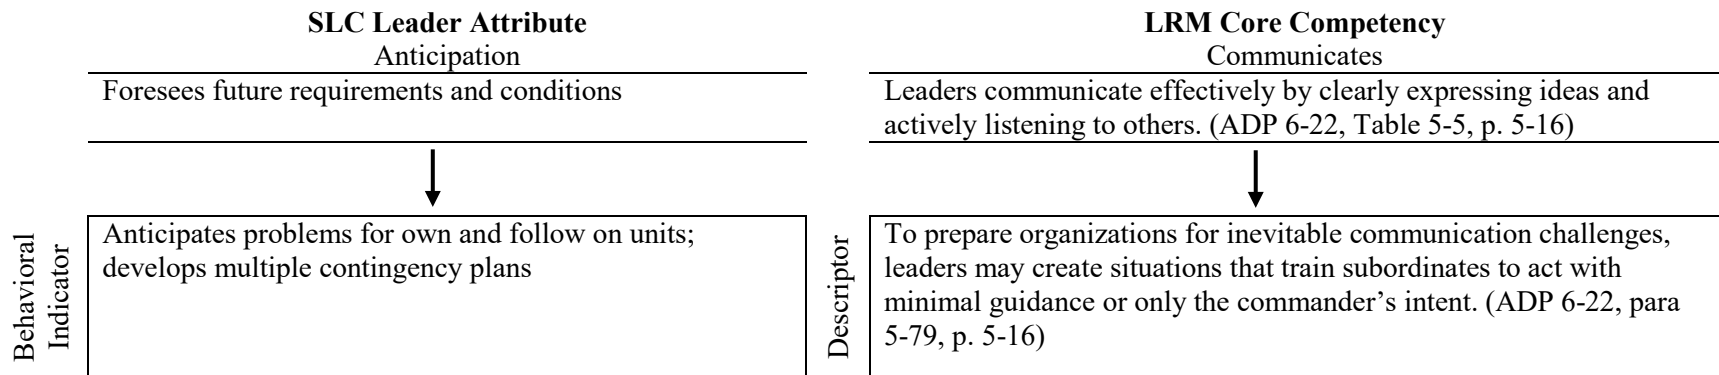 SLC Leader Attribute
Anticipation
Foresees future requirements and conditions
Behavioral
Indicator
Anticipates problems for own and follow on units;
develops multiple contingency plans
LRM Core Competency
Communicates
Leaders communicate effectively by clearly expressing ideas and
actively listening to others. (ADP 6-22, Table 5-5, p. 5-16)
Descriptor
To prepare organizations for inevitable communication challenges,
leaders may create situations that train subordinates to act with
minimal guidance or only the commander’s intent. (ADP 6-22, para
5-79, p. 5-16)